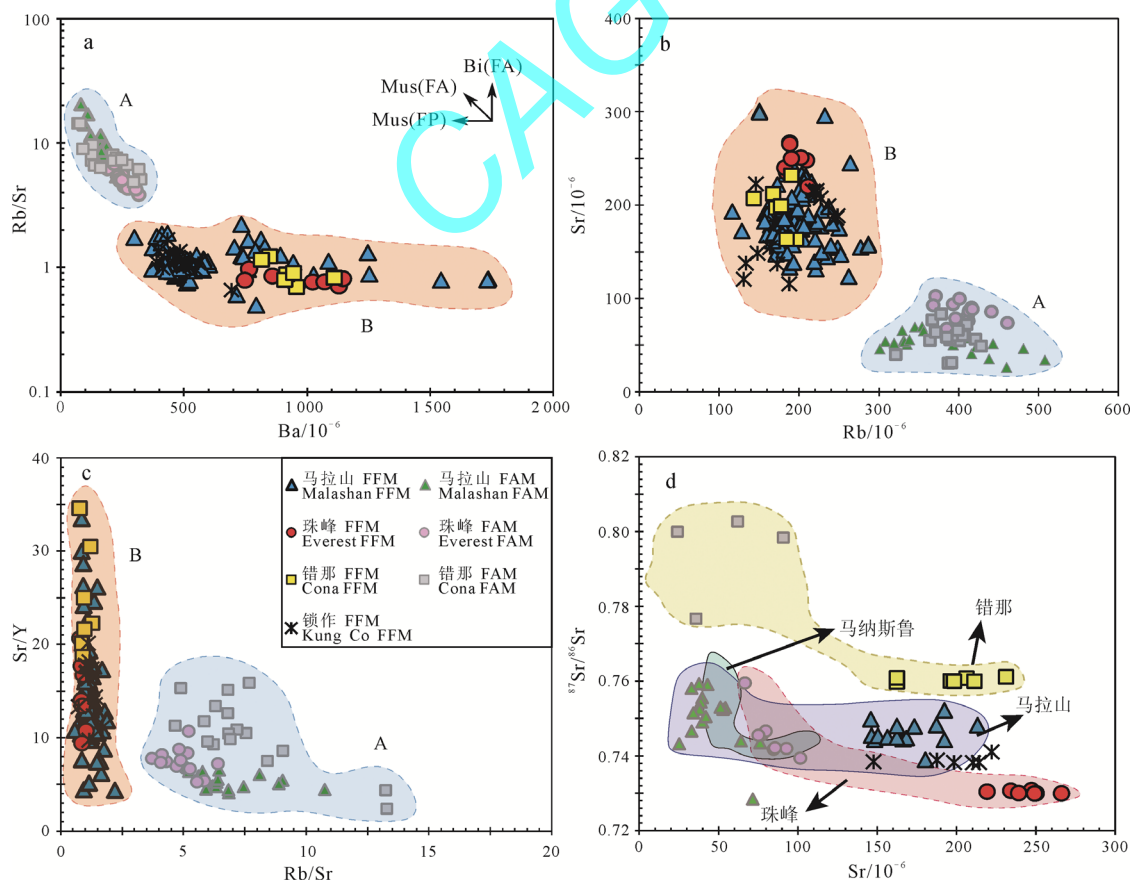 a
100
10
1
0.1
Rb/Sr
0
500
1 000
1 500
2 000
Ba/10⁻⁶
A
B
Bi(FA)
Mus(FA)
Mus(FP)
b
400
300
200
100
0
Sr/10⁻⁶
0
100
200
300
400
500
600
Rb/10⁻⁶
B
A
CAG
c
40
30
20
10
0
Sr/Y
0
5
10
15
20
Rb/Sr
B
A
马拉山 FFM
Malashan FFM
马拉山 FAM
Malashan FAM
珠峰 FFM
Everest FFM
珠峰 FAM
Everest FAM
错那 FFM
Cona FFM
错那 FAM
Cona FAM
锁作 FFM
Kung Co FFM
d
0.82
0.80
0.78
0.76
0.74
0.72
⁸⁷Sr/⁸⁶Sr
0
50
100
150
200
250
300
Sr/10⁻⁶
错那
马纳斯鲁
马拉山
珠峰